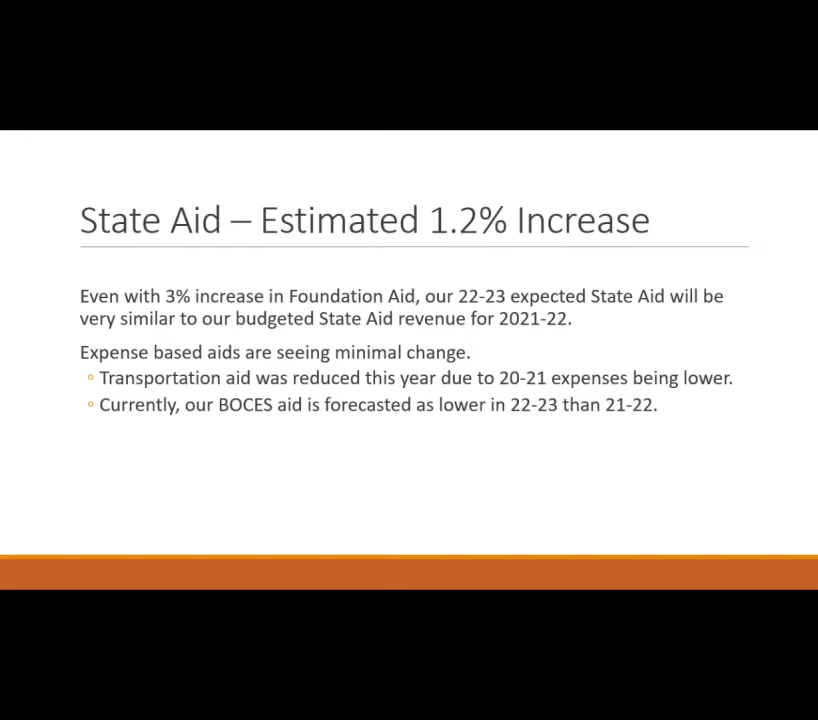 State Aid – Estimated 1.2% Increase
Even with 3% increase in Foundation Aid, our 22-23 expected State Aid will be
very similar to our budgeted State Aid revenue for 2021-22.
Expense based aids are seeing minimal change.
◦ Transportation aid was reduced this year due to 20-21 expenses being lower.
◦ Currently, our BOCES aid is forecasted as lower in 22-23 than 21-22.